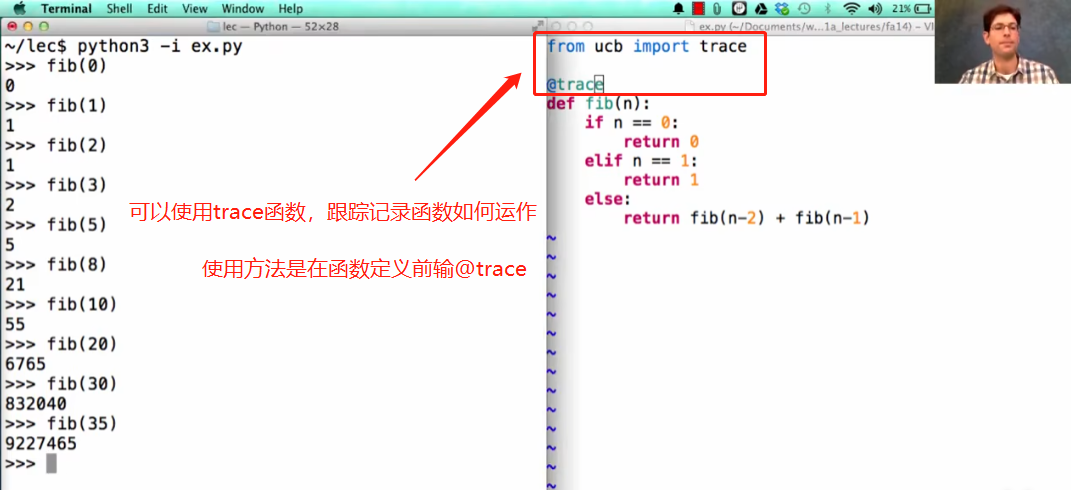 Terminal Shell Edit View Window Help 21%
lec — Python — 52×28
~/lec$ python3 -i ex.py
>>> fib(0)
0
>>> fib(1)
1
>>> fib(2)
1
>>> fib(3)
2
>>> fib(5)
5
>>> fib(8)
21
>>> fib(10)
55
>>> fib(20)
6765
>>> fib(30)
832040
>>> fib(35)
9227465
>>>
可以使用trace函数，跟踪记录函数如何运作
使用方法是在函数定义前输@trace
ex.py (~/Documents/w...1a_lectures/fa14) – VI
from ucb import trace
@trace
def fib(n):
if n == 0:
return 0
elif n == 1:
return 1
else:
return fib(n-2) + fib(n-1)
~
~
~
~
~
~
~
~
~
~
~
~
~
~